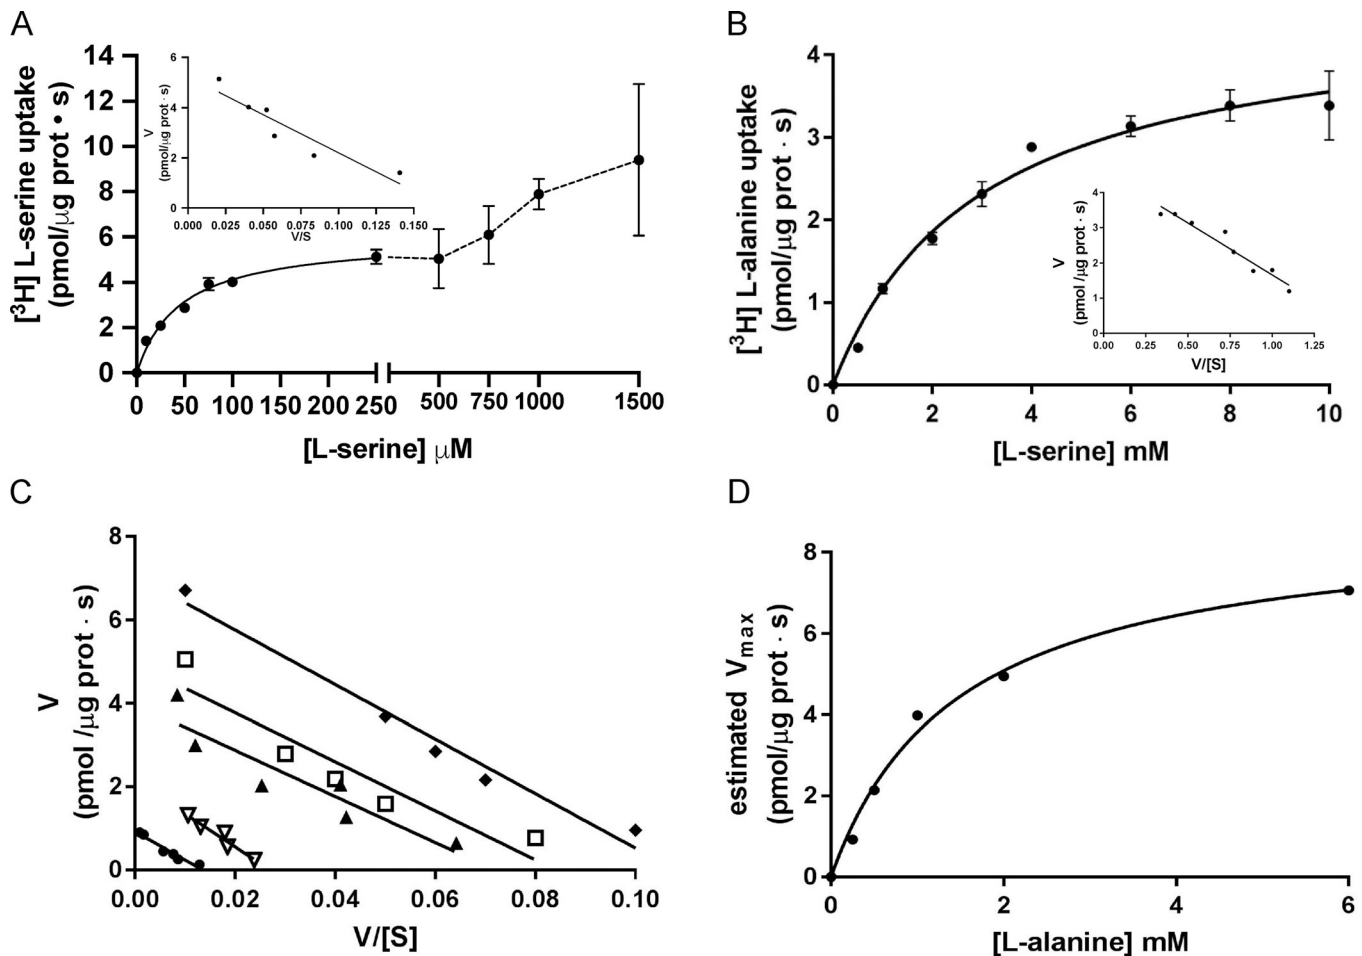 A
[³H] L-serine uptake
(pmol/μg prot • s)
14
12
10
8
6
4
2
0
0 50 100 150 200 250 500 750 1000 1500
[L-serine] μM
V
(pmol/μg prot · s)
6
4
2
0
0.000 0.025 0.050 0.075 0.100 0.125 0.150
V/S
B
[³H] L-alanine uptake
(pmol/μg prot · s)
4
3
2
1
0
0 2 4 6 8 10
[L-serine] mM
V
(pmol /μg prot · s)
4
3
2
1
0
0.00 0.25 0.50 0.75 1.00 1.25
V/[S]
C
V
(pmol /μg prot · s)
8
6
4
2
0
0.00 0.02 0.04 0.06 0.08 0.10
V/[S]
D
estimated Vmax
(pmol/μg prot · s)
8
6
4
2
0
0 2 4 6
[L-alanine] mM